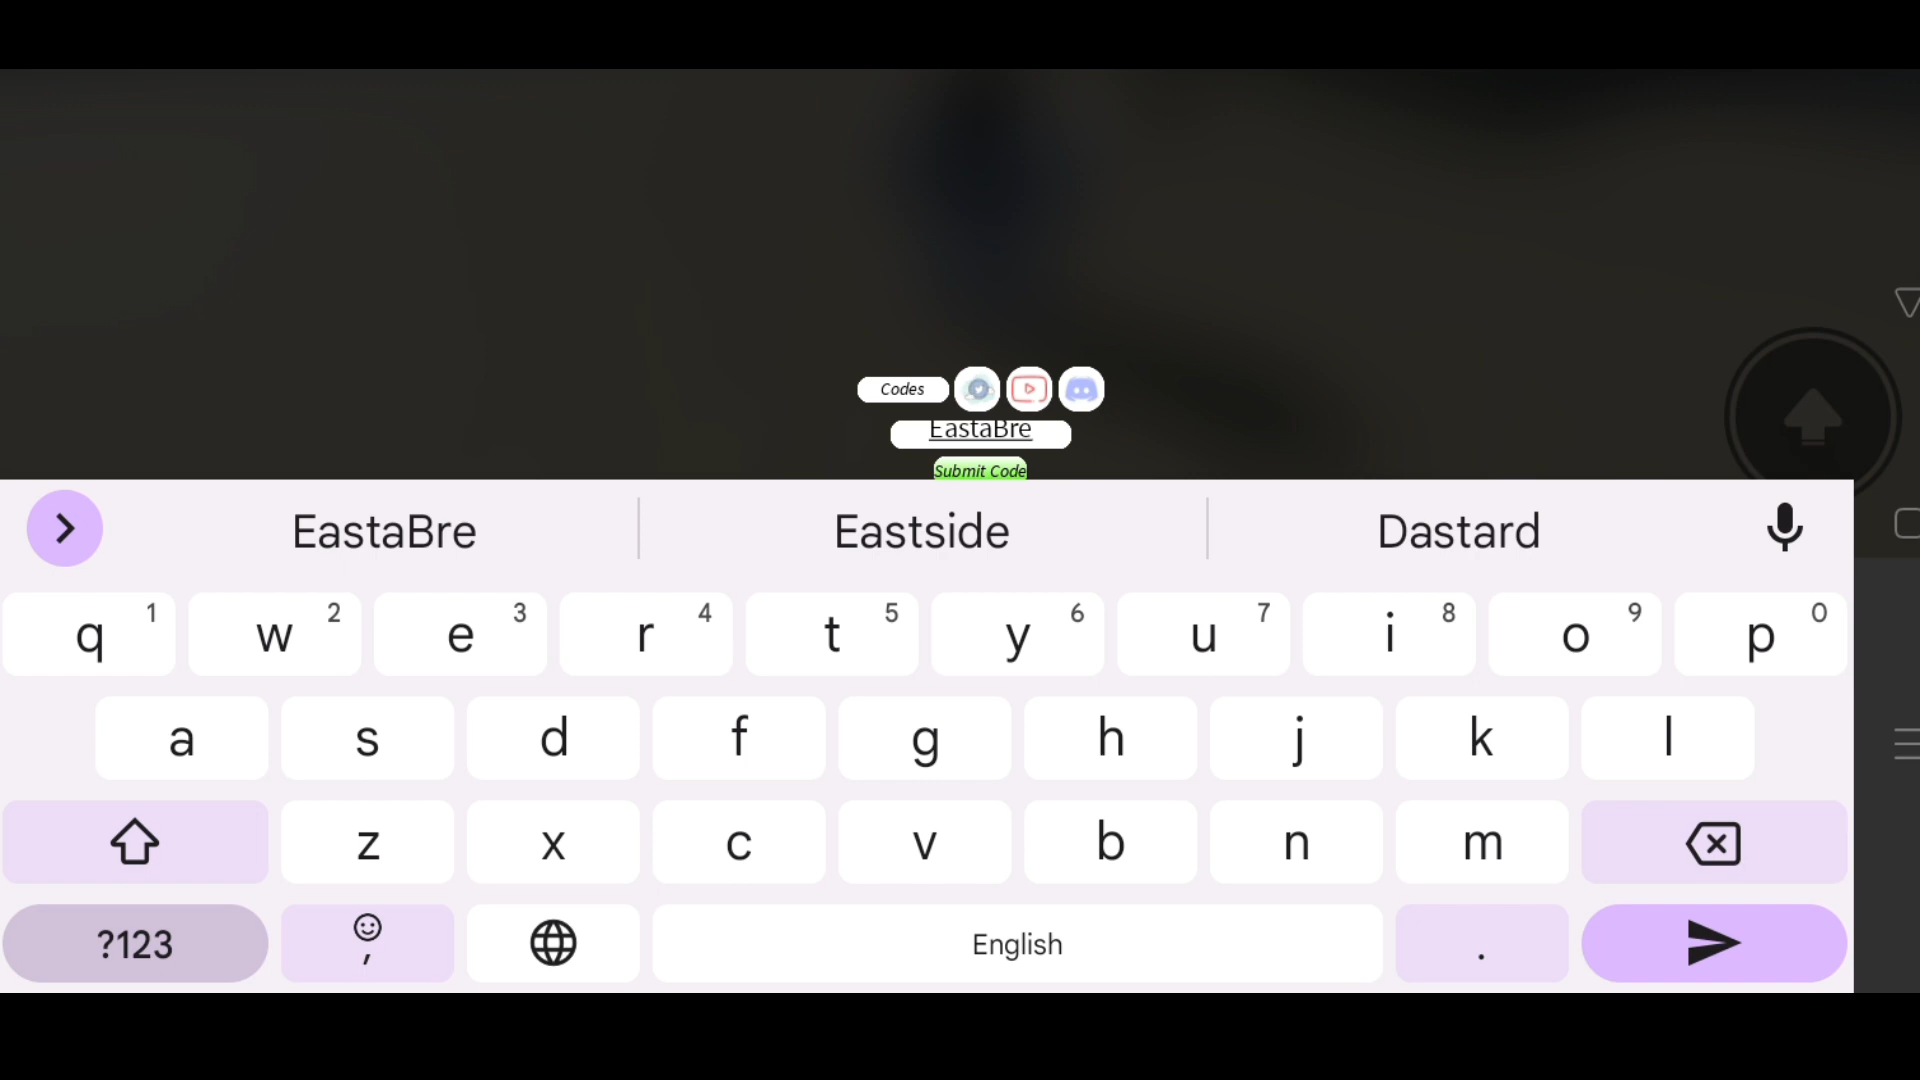 Codes
EastaBre
Submit Code
EastaBre Eastside Dastard
q 1 w 2 e 3 r 4 t 5 y 6 u 7 i 8 o 9 p 0
a s d f g h j k l
z x c v b n m
?123 , English .